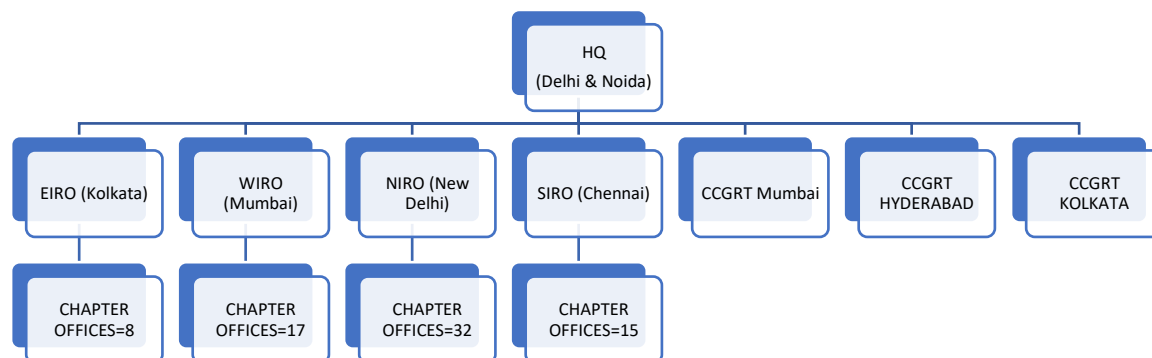 HQ
(Delhi & Noida)
EIRO (Kolkata)
WIRO
(Mumbai)
NIRO (New
Delhi)
SIRO (Chennai)
CCGRT Mumbai
CCGRT
HYDERABAD
CCGRT
KOLKATA
CHAPTER
OFFICES=8
CHAPTER
OFFICES=17
CHAPTER
OFFICES=32
CHAPTER
OFFICES=15